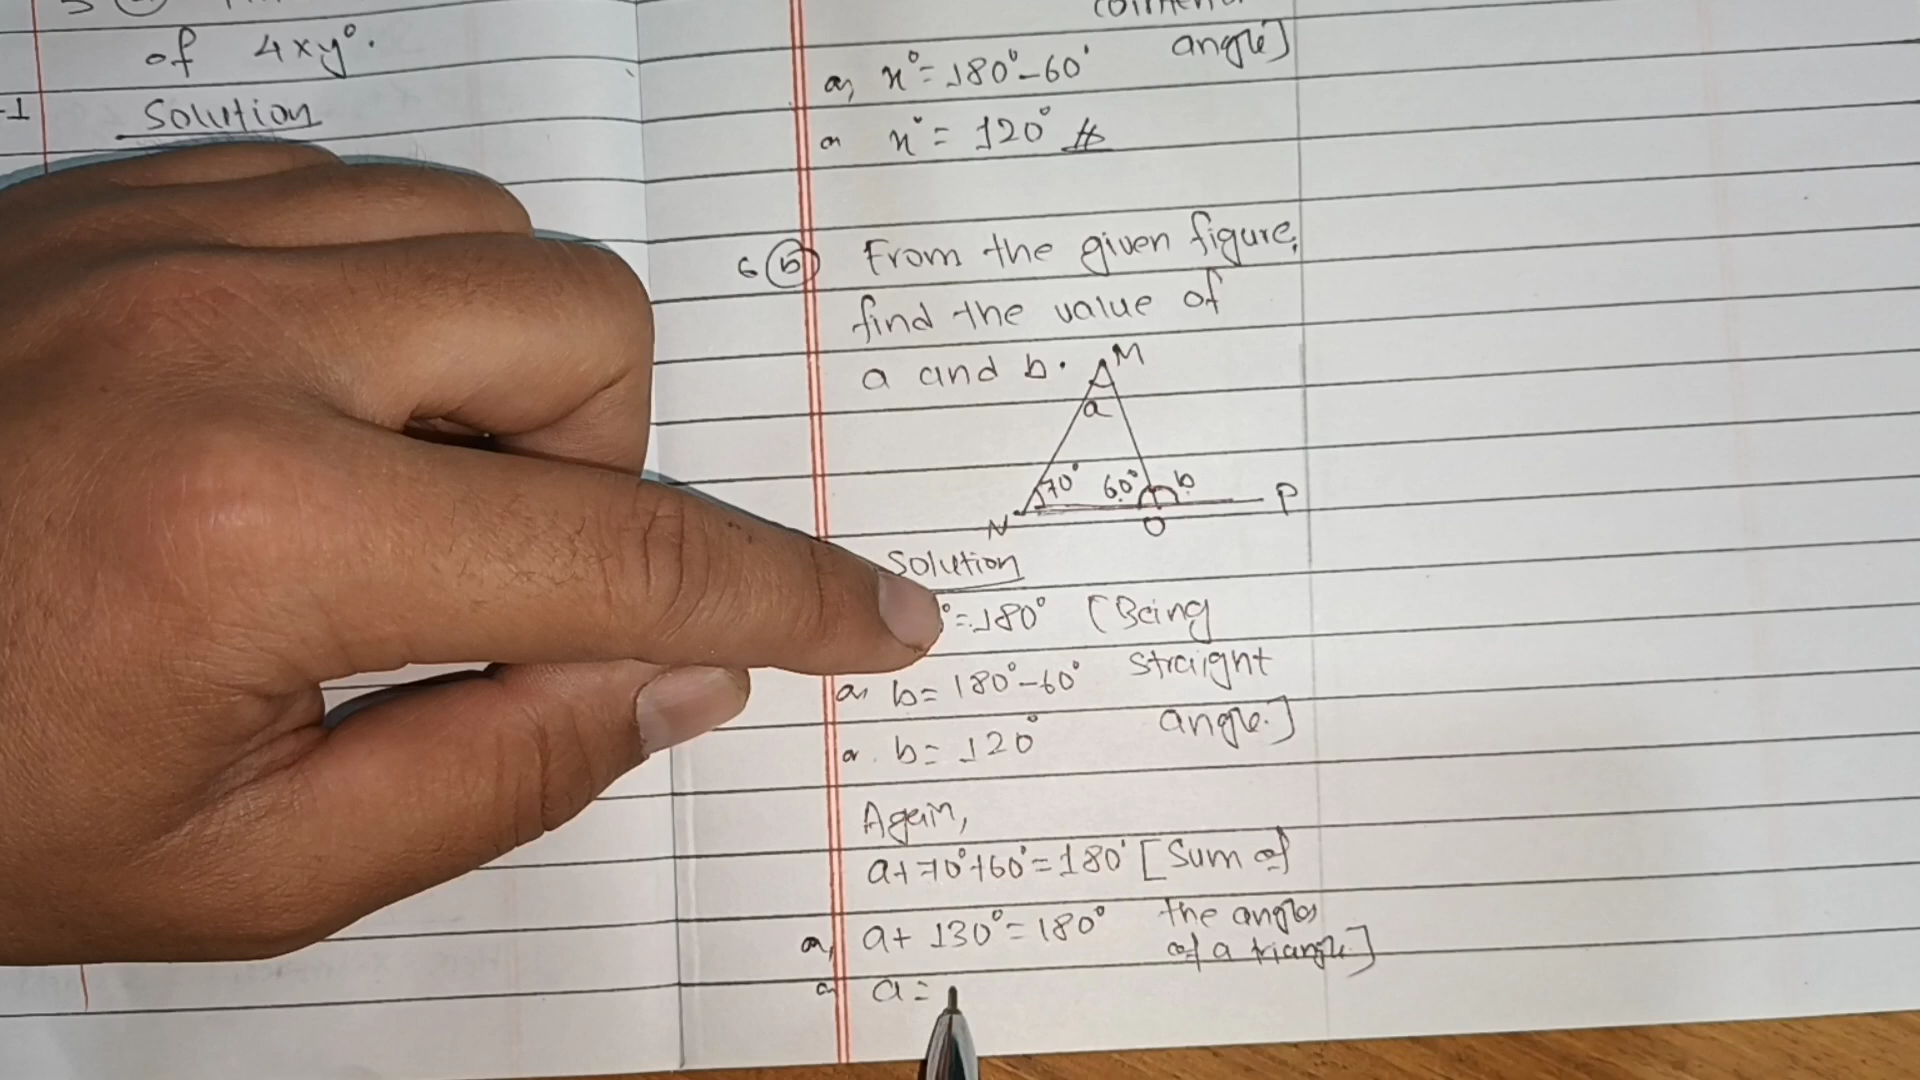 of 4xy°.
-1
Solution
angle]
or, x° = 180° - 60°
or x° = 120°
6 (b) From the given figure,
find the value of
a and b.
M
a
70° 60° b
N O P
Solution
° = 180° [Being
or, b = 180° - 60° straight
or. b = 120° angle.]
Again,
a + 70° + 60° = 180° [Sum of
or, a + 130° = 180° the angles
of a triangle]
or a =